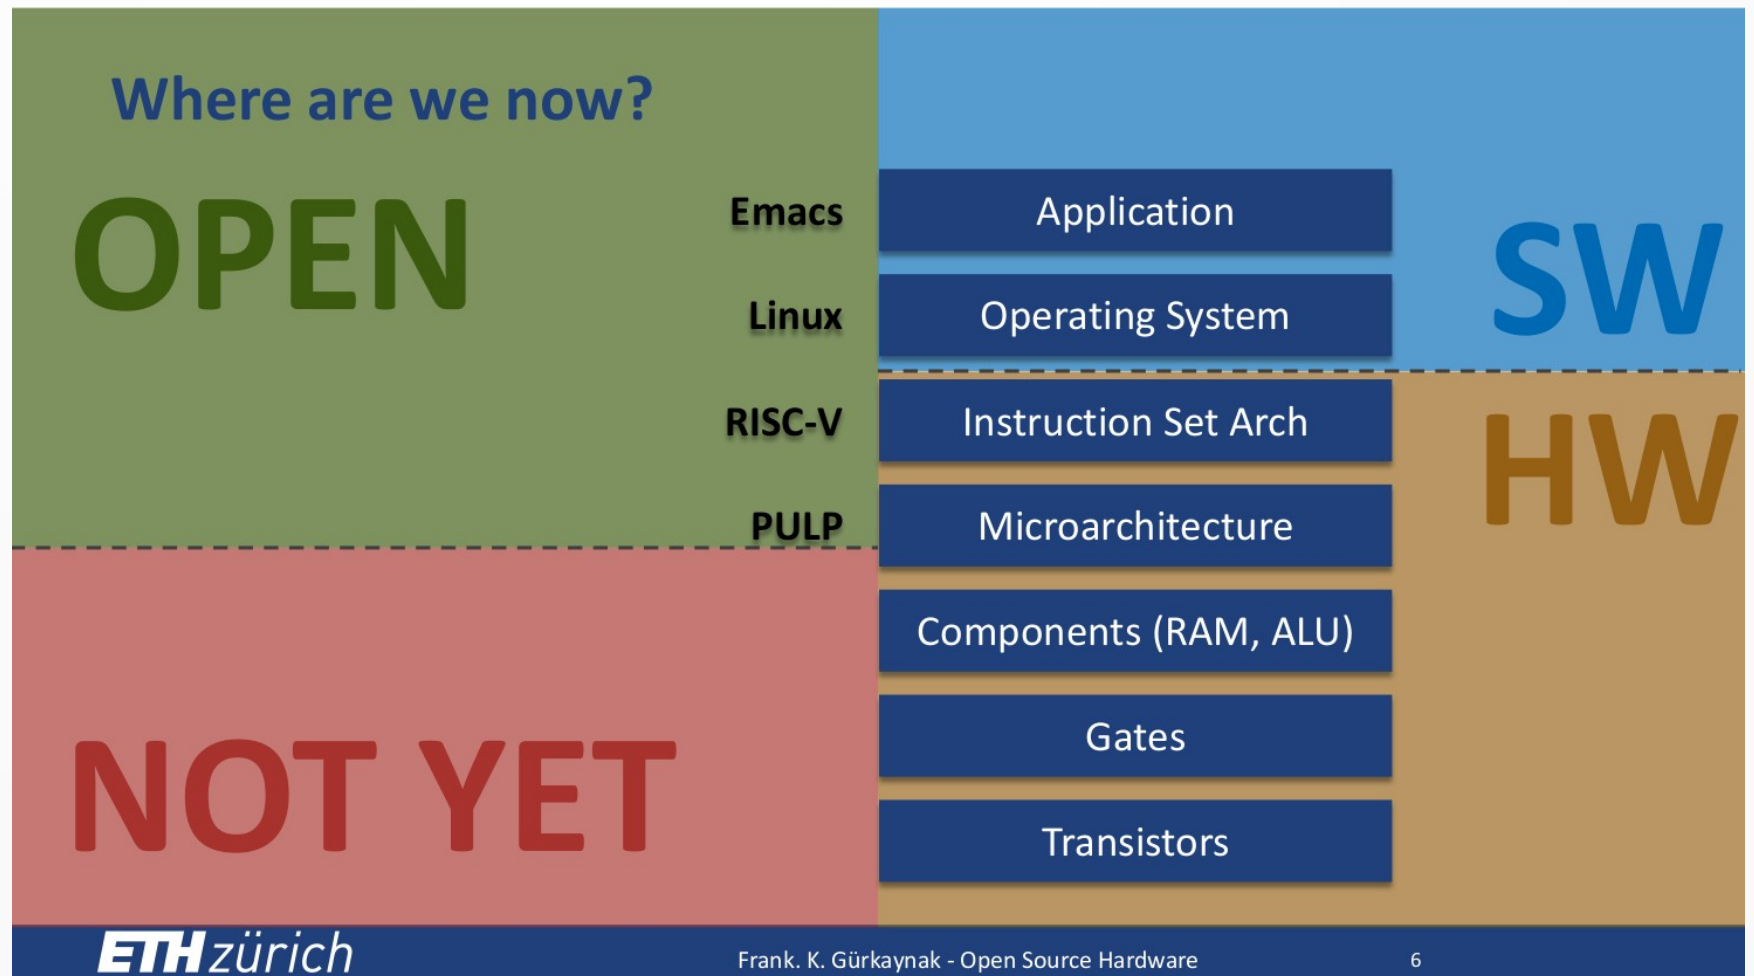 Where are we now?
OPEN
NOT YET
Emacs
Application
Linux
Operating System
RISC-V
Instruction Set Arch
PULP
Microarchitecture
Components (RAM, ALU)
Gates
Transistors
SW
HW
ETH zürich
Frank. K. Gürkaynak - Open Source Hardware
6